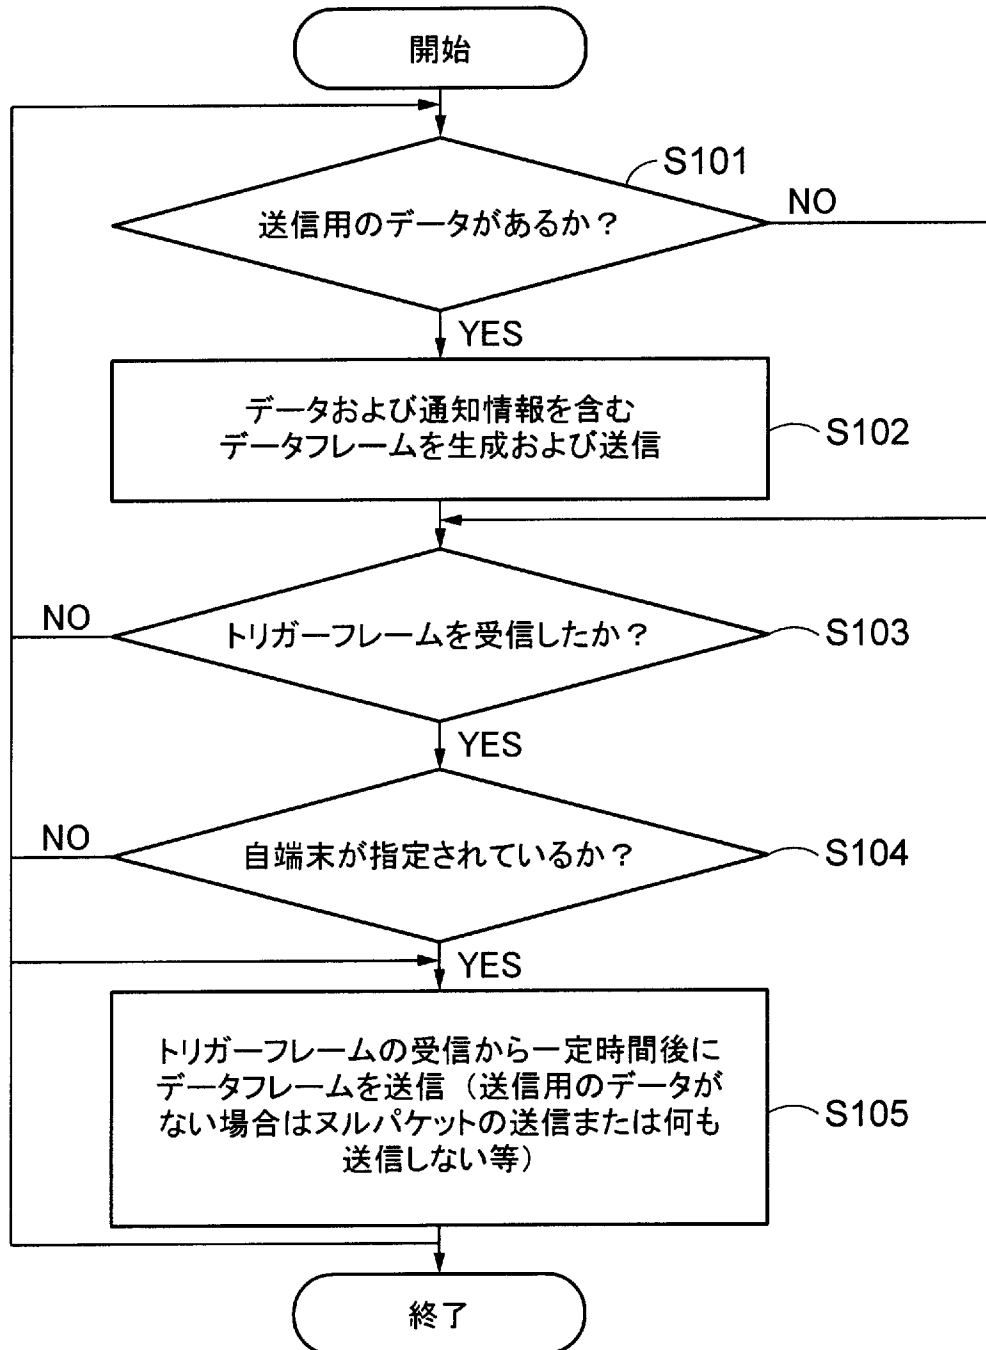 開始
S101
送信用のデータがあるか？
NO
YES
データおよび通知情報を含む
データフレームを生成および送信
S102
NO
トリガーフレームを受信したか？
S103
YES
NO
自端末が指定されているか？
S104
YES
トリガーフレームの受信から一定時間後に
データフレームを送信（送信用のデータが
ない場合はヌルパケットの送信または何も
送信しない等）
S105
終了